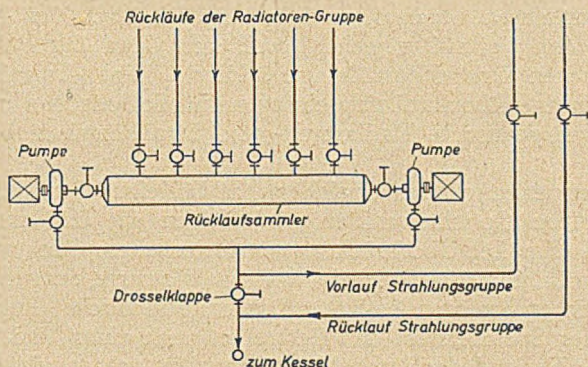 Rückläufe der Radiatoren-Gruppe
Pumpe
Pumpe
Rücklaufsammler
Vorlauf Strahlungsgruppe
Drosselklappe
Rücklauf Strahlungsgruppe
zum Kessel